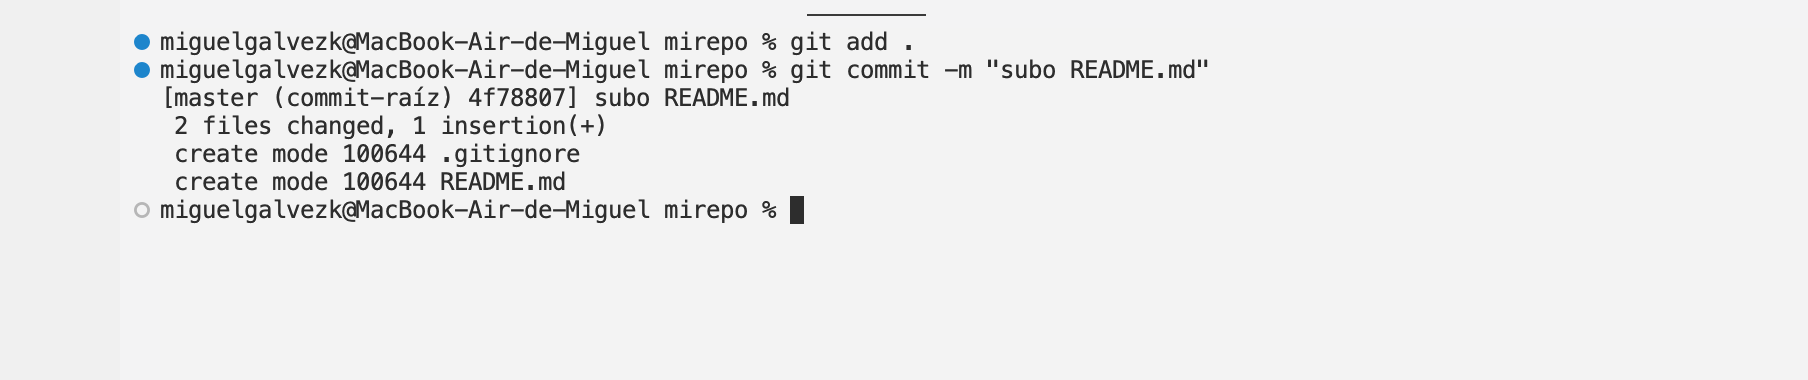 miguelgalvezk@MacBook-Air-de-Miguel mirepo % git add .
miguelgalvezk@MacBook-Air-de-Miguel mirepo % git commit -m "subo README.md"
[master (commit-raíz) 4f78807] subo README.md
2 files changed, 1 insertion(+)
create mode 100644 .gitignore
create mode 100644 README.md
miguelgalvezk@MacBook-Air-de-Miguel mirepo %